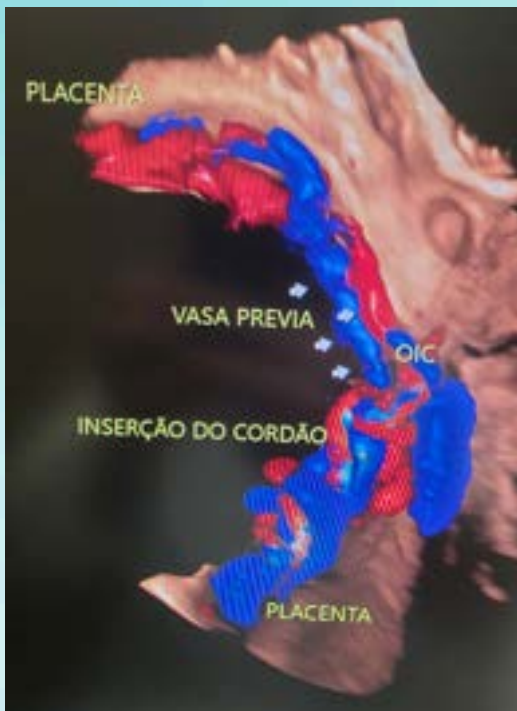 PLACENTA
VASA PREVIA
OIC
INSERÇÃO DO CORDÃO
PLACENTA